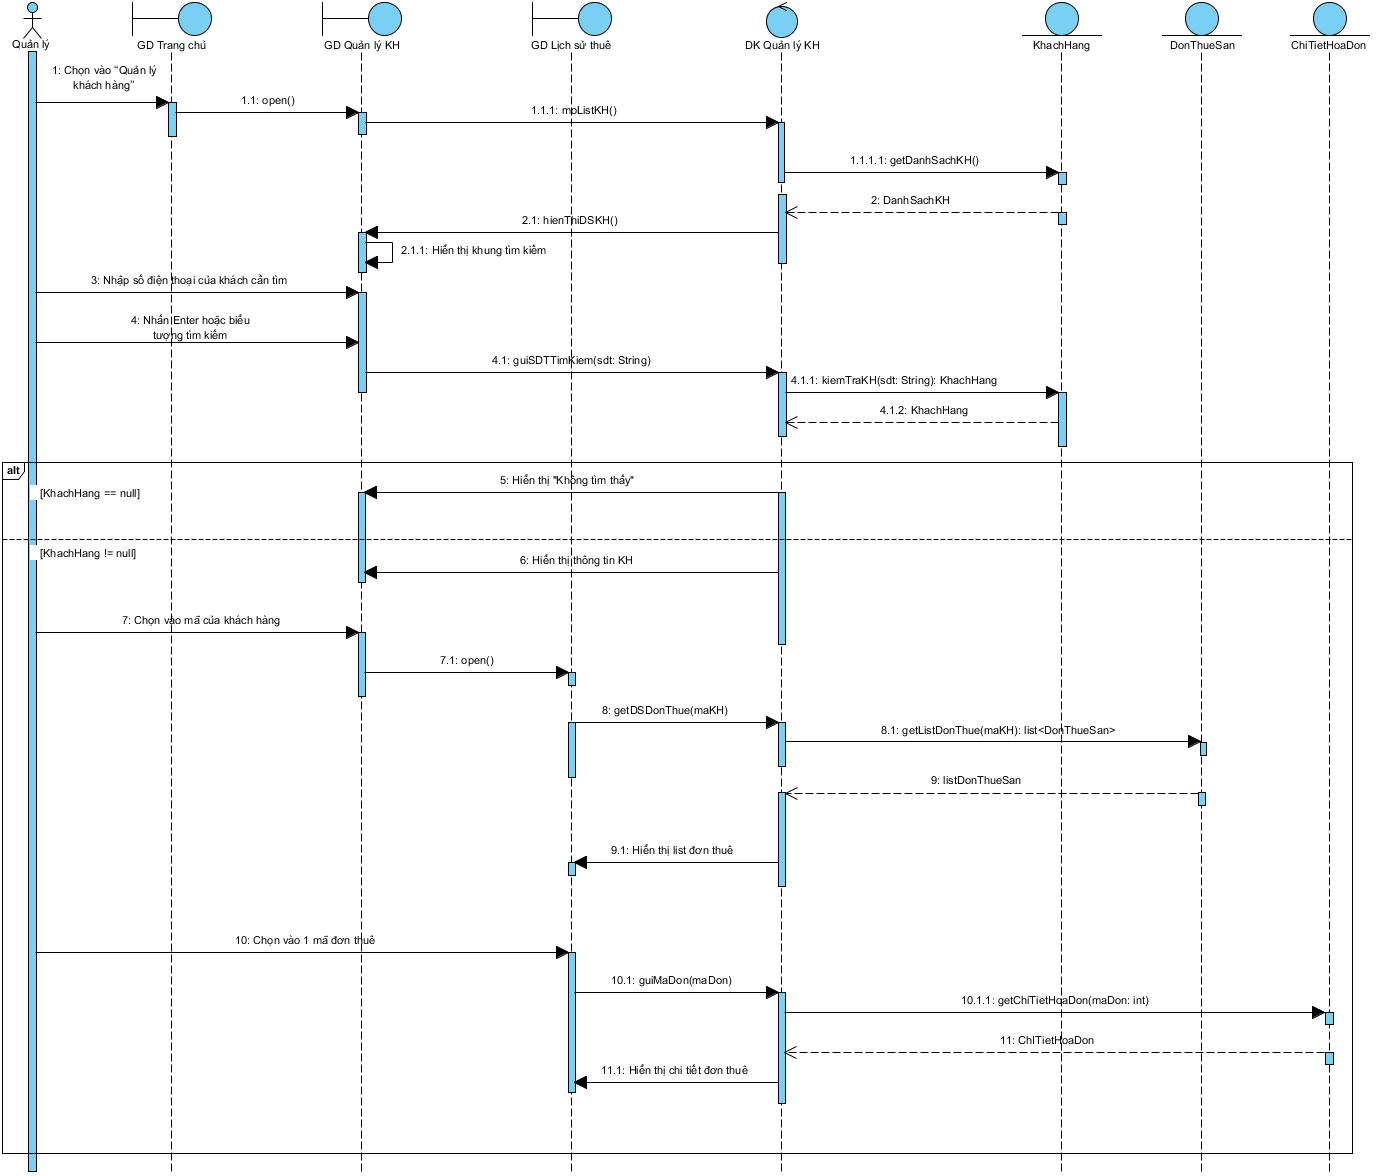 Quản lý
GD Trang chủ
GD Quản lý KH
GD Lịch sử thuê
DK Quản lý KH
KhachHang
DonThueSan
ChiTietHoaDon
1: Chọn vào "Quản lý
khách hàng"
1.1: open()
1.1.1: moListKH()
1.1.1.1: getDanhSachKH()
2: DanhSachKH
2.1: hienThiDSKH()
2.1.1: Hiển thị khung tìm kiếm
3: Nhập số điện thoại của khách cần tìm
4: Nhấn Enter hoặc biểu
tượng tìm kiếm
4.1: guiSDTTimKiem(sdt: String)
4.1.1: kiemTraKH(sdt: String): KhachHang
4.1.2: KhachHang
alt
[KhachHang == null]
5: Hiển thị "Không tìm thấy"
[KhachHang != null]
6: Hiển thị thông tin KH
7: Chọn vào mã của khách hàng
7.1: open()
8: getDSDonThue(maKH)
8.1: getListDonThue(maKH): list<DonThueSan>
9: listDonThueSan
9.1: Hiển thị list đơn thuê
10: Chọn vào 1 mã đơn thuê
10.1: guiMaDon(maDon)
10.1.1: getChiTietHoaDon(maDon: int)
11: ChITietHoaDon
11.1: Hiển thị chi tiết đơn thuê